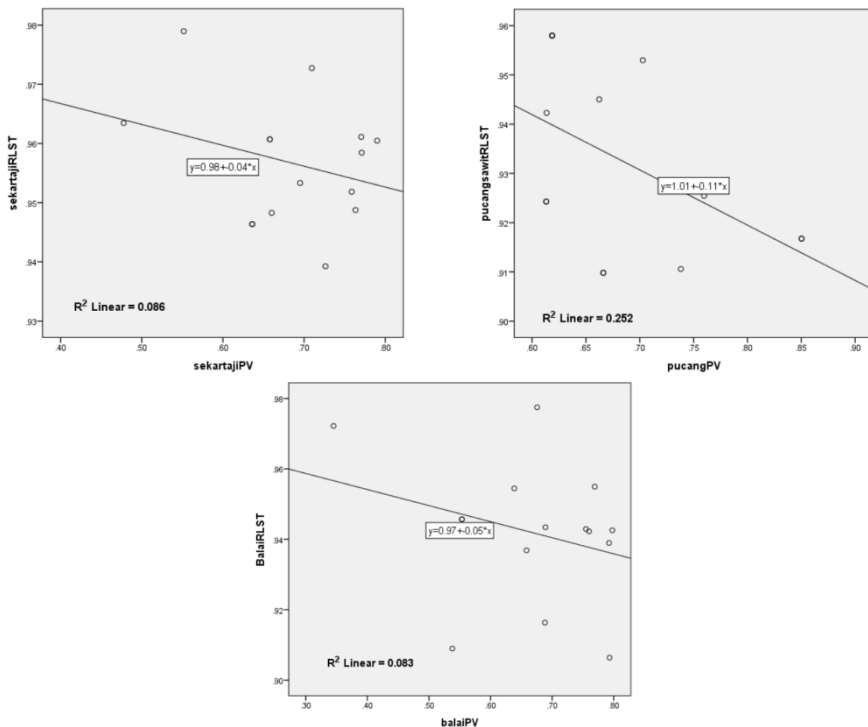 sekartajiRLST
.98
.97
.96
.95
.94
.93
y=0.98+-0.04*x
R² Linear = 0.086
.40 .50 .60 .70 .80
sekartajiPV
pucangsawitRLST
.96
.95
.94
.93
.92
.91
.90
y=1.01+-0.11*x
R² Linear = 0.252
.60 .65 .70 .75 .80 .85 .90
pucangPV
BalaiRLST
.98
.96
.94
.92
.90
y=0.97+-0.05*x
R² Linear = 0.083
.30 .40 .50 .60 .70 .80
balaiPV